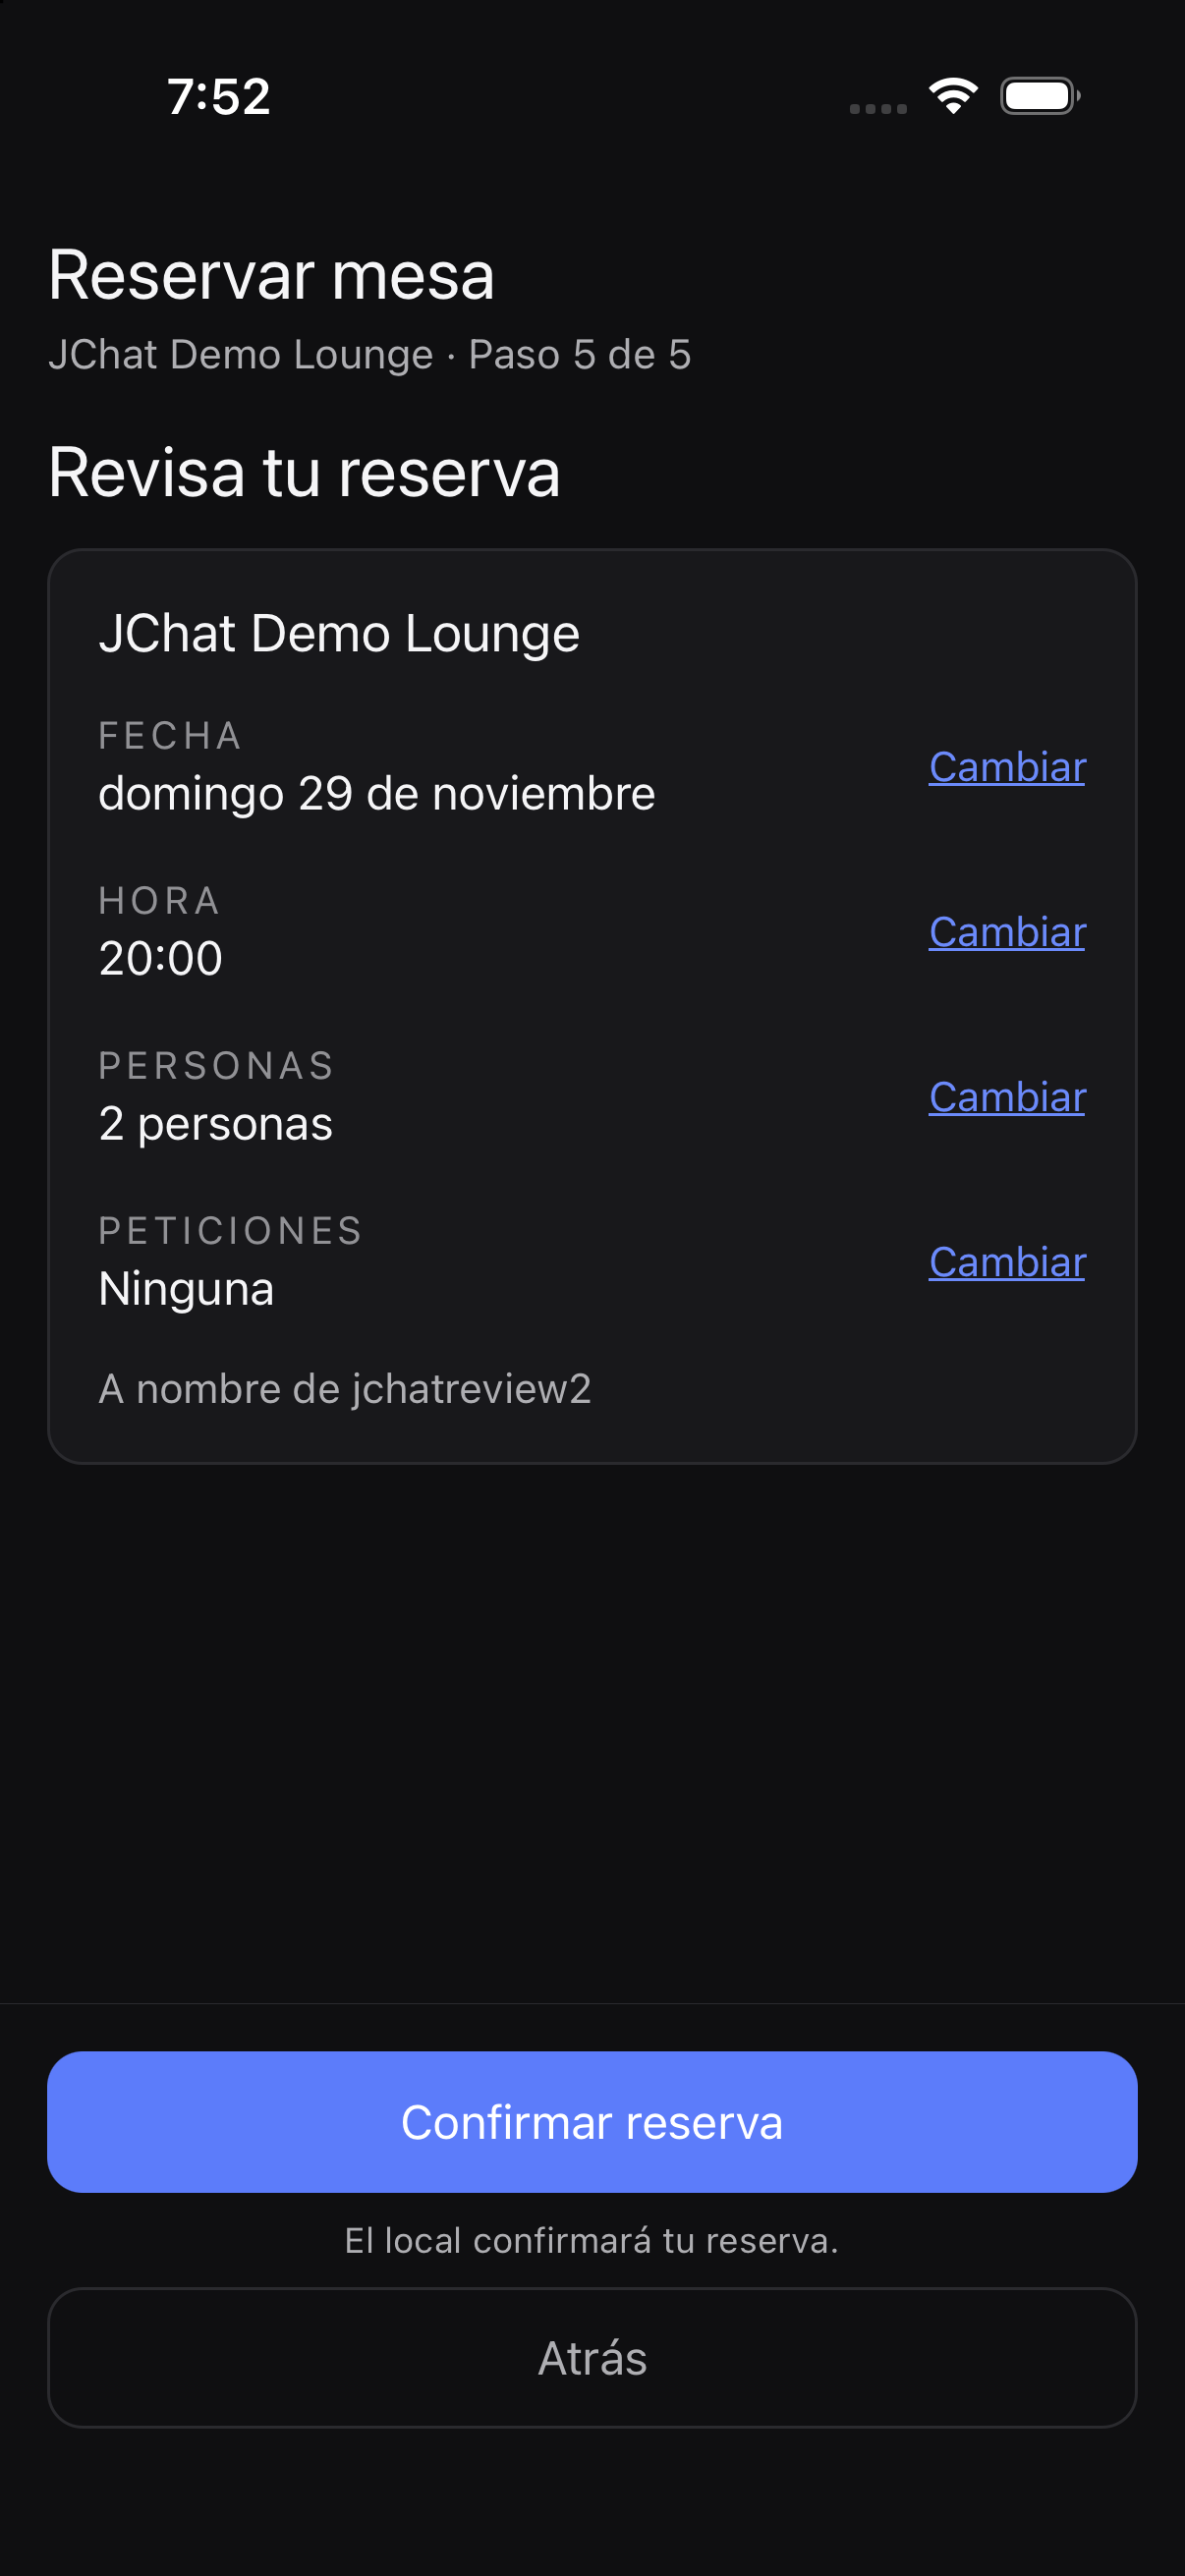 7:52
Reservar mesa
JChat Demo Lounge · Paso 5 de 5
Revisa tu reserva
JChat Demo Lounge
FECHA
domingo 29 de noviembre
Cambiar
HORA
20:00
Cambiar
PERSONAS
2 personas
Cambiar
PETICIONES
Ninguna
Cambiar
A nombre de jchatreview2
Confirmar reserva
El local confirmará tu reserva.
Atrás